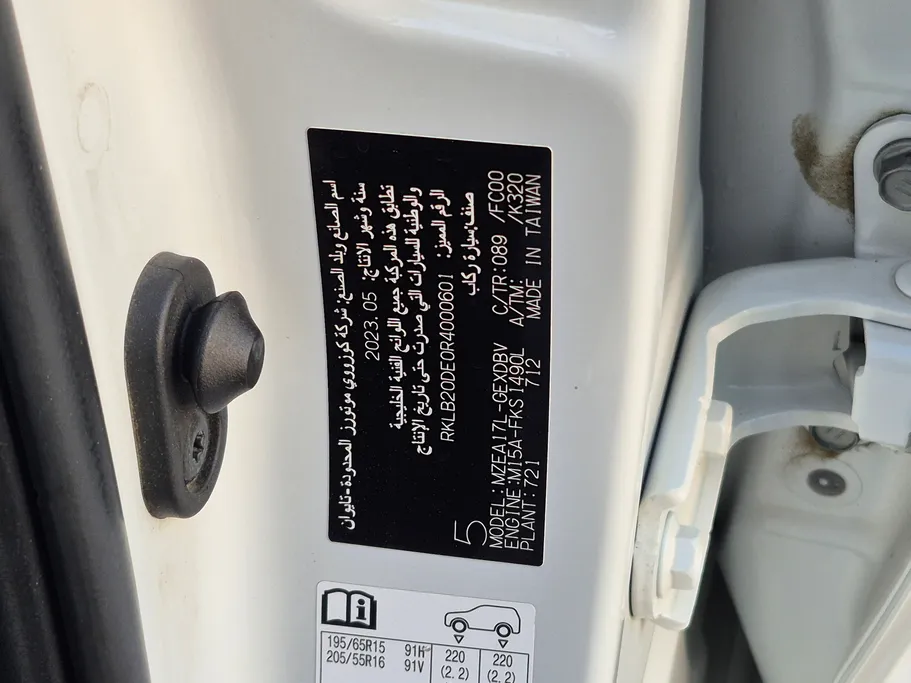 اسم الصانع وبلد الصنع: شركة كوزوي موتورز المحدودة-تايوان
سنة وشهر الإنتاج: 2023.05
تطابق هذه المركبة جميع اللوائح الفنية الخليجية
والوطنية للسيارات التي صدرت حتى تاريخ الإنتاج
الرقم المميز: RKLB20DE0R4000601
صنف:سيارة ركاب
5
MODEL:MZEA17L-GEXDBV C/TR:089 /FC00
ENGINE:M15A-FKS 1490L A/TM: /K320
PLANT:721 712 MADE IN TAIWAN
195/65R15 91H 220 (2.2) 220 (2.2)
205/55R16 91V